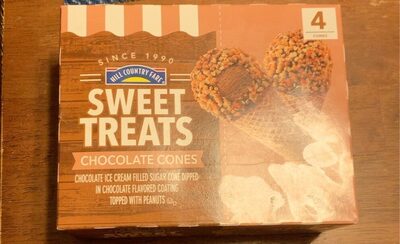 SINCE 1990
HILL COUNTRY FARE
SWEET
TREATS
CHOCOLATE CONES
CHOCOLATE ICE CREAM FILLED SUGAR CONE DIPPED
IN CHOCOLATE FLAVORED COATING
TOPPED WITH PEANUTS
4
CONES